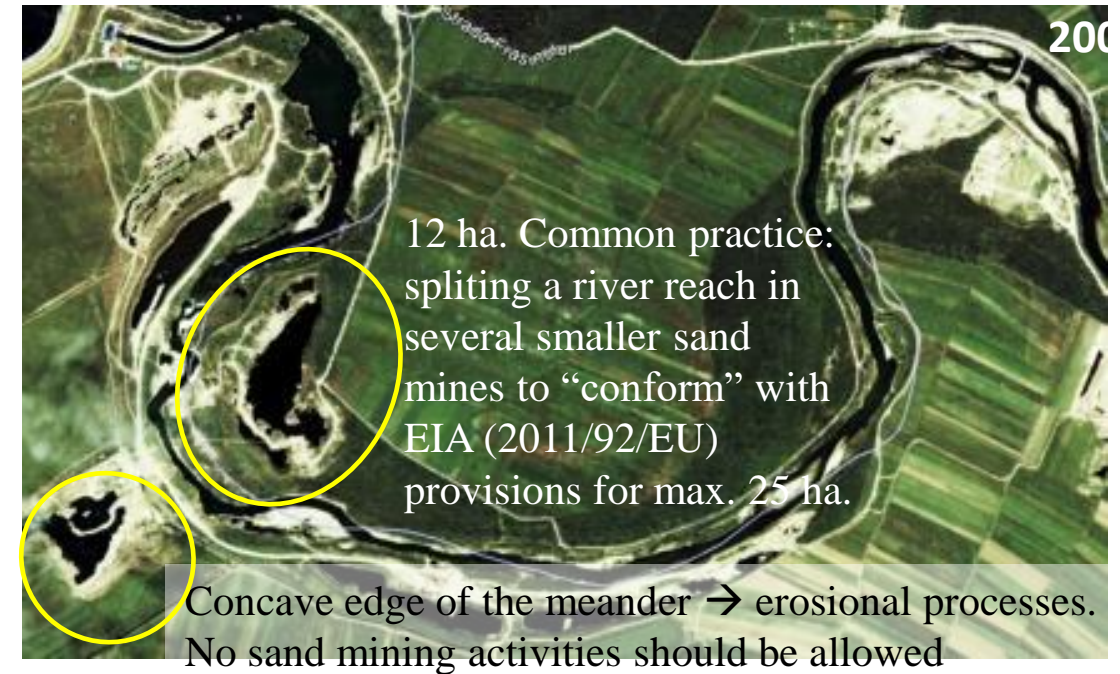 200
Strada Frasinului
12 ha. Common practice:
spliting a river reach in
several smaller sand
mines to “conform” with
EIA (2011/92/EU)
provisions for max. 25 ha.
Concave edge of the meander → erosional processes.
No sand mining activities should be allowed